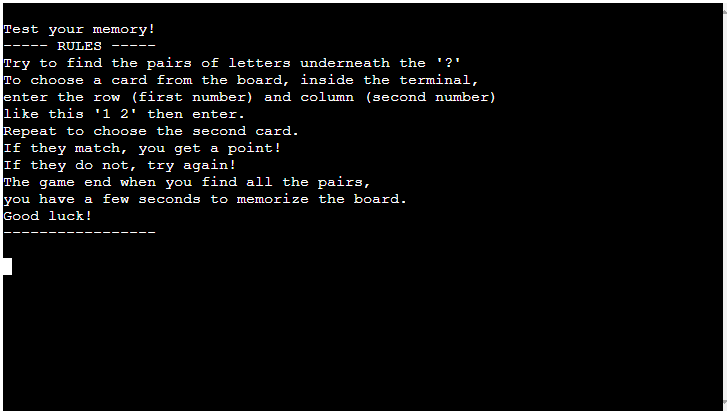 Test your memory!
----- RULES -----
Try to find the pairs of letters underneath the '?'
To choose a card from the board, inside the terminal,
enter the row (first number) and column (second number)
like this '1 2' then enter.
Repeat to choose the second card.
If they match, you get a point!
If they do not, try again!
The game end when you find all the pairs,
you have a few seconds to memorize the board.
Good luck!
-----------------